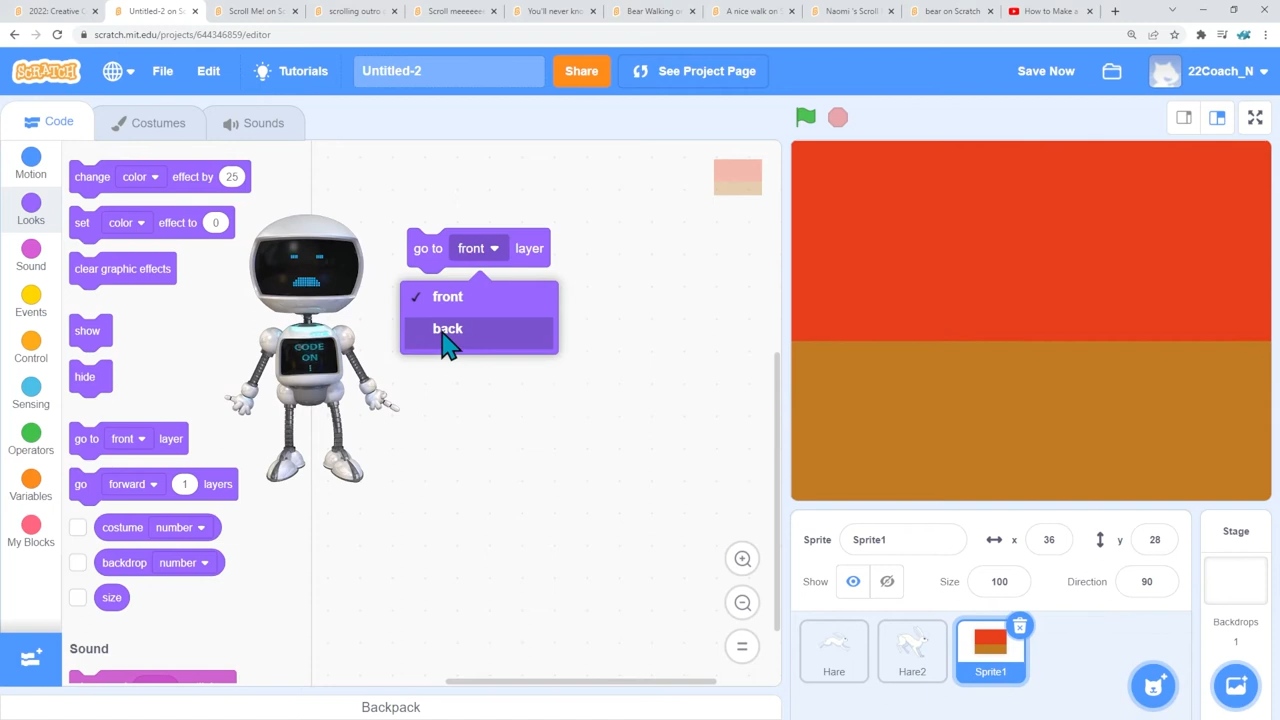 2022: Creative C
Untitled-2 on S
Scroll Me! on Sc
scrolling outro
Scroll meeeeee
You'll never kno
Bear Walking o
A nice walk on S
Naomi 's Scroll
bear on Scratch
How to Make a
scratch.mit.edu/projects/644346859/editor
SCRATCH
File
Edit
Tutorials
Untitled-2
Share
See Project Page
Save Now
22Coach_N
Code
Costumes
Sounds
Motion
Looks
Sound
Events
Control
Sensing
Operators
Variables
My Blocks
change color effect by 25
set color effect to 0
clear graphic effects
show
hide
go to front layer
go forward 1 layers
costume number
backdrop number
size
Sound
CODE
ON
!
go to front layer
✓ front
back
Backpack
Sprite
Sprite1
x
36
y
28
Show
Size
100
Direction
90
Hare
Hare2
Sprite1
Stage
Backdrops
1